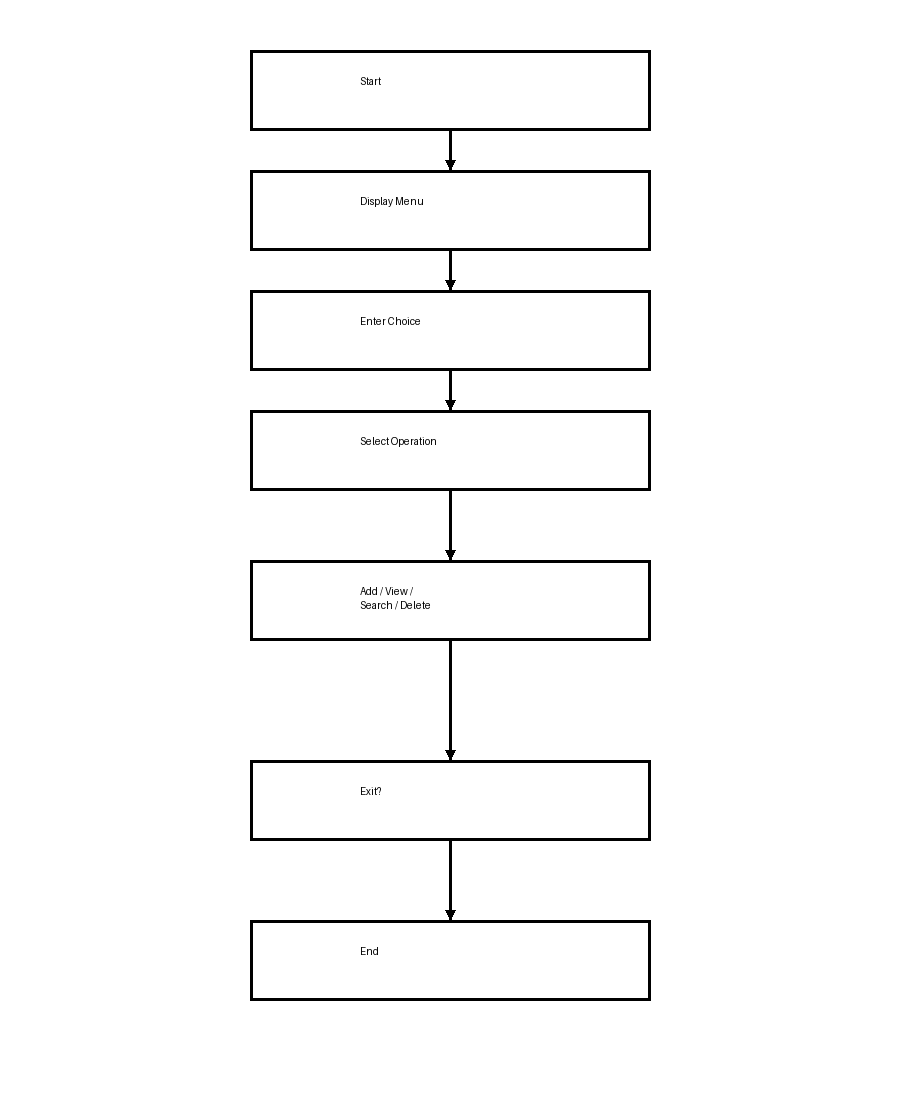 Start
Display Menu
Enter Choice
Select Operation
Add / View /
Search / Delete
Exit?
End